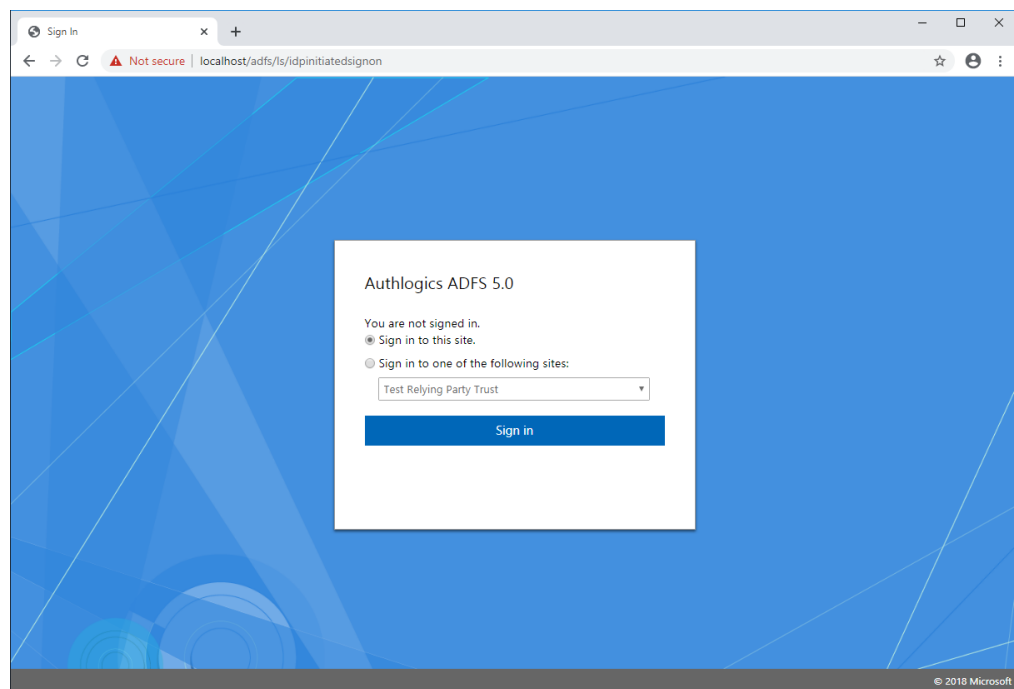 Sign In
Not secure | localhost/adfs/ls/idpinitiatedsignon
Authlogics ADFS 5.0
You are not signed in.
Sign in to this site.
Sign in to one of the following sites:
Test Relying Party Trust
Sign in
© 2018 Microsoft